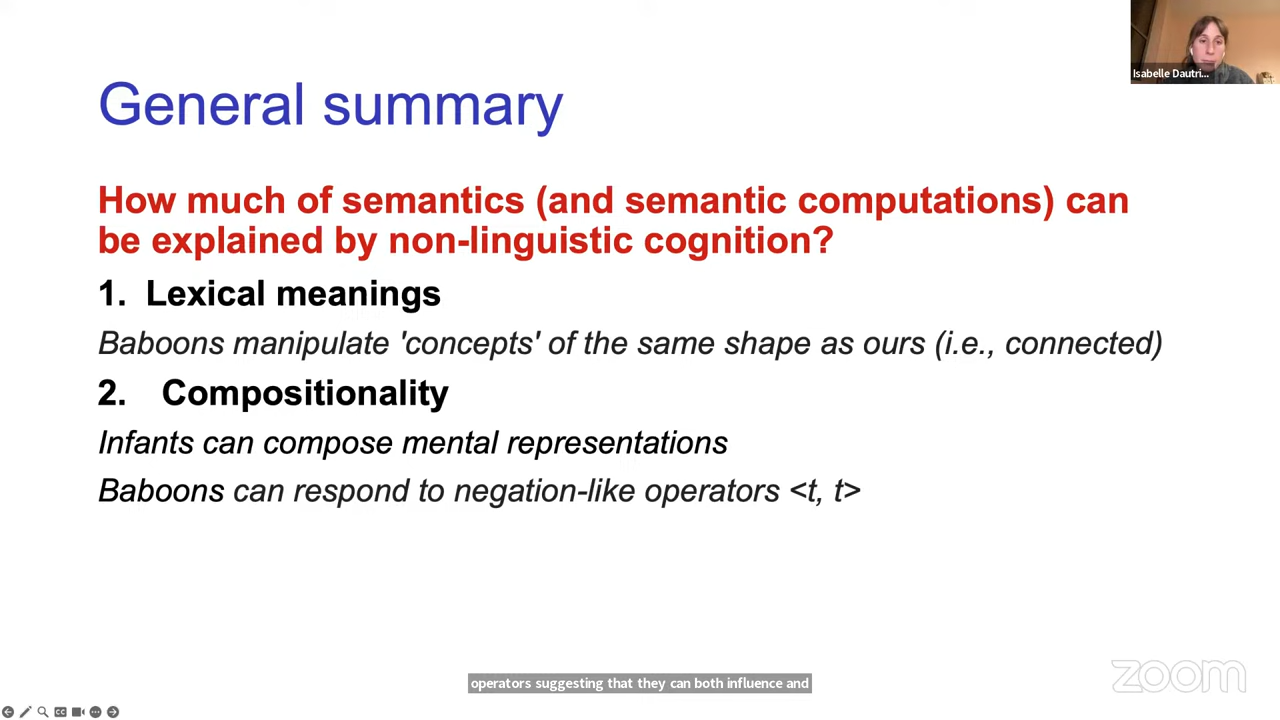 Isabelle Dautri...
General summary
How much of semantics (and semantic computations) can
be explained by non-linguistic cognition?
1. Lexical meanings
Baboons manipulate 'concepts' of the same shape as ours (i.e., connected)
2. Compositionality
Infants can compose mental representations
Baboons can respond to negation-like operators <t, t>
operators suggesting that they can both influence and
zoom